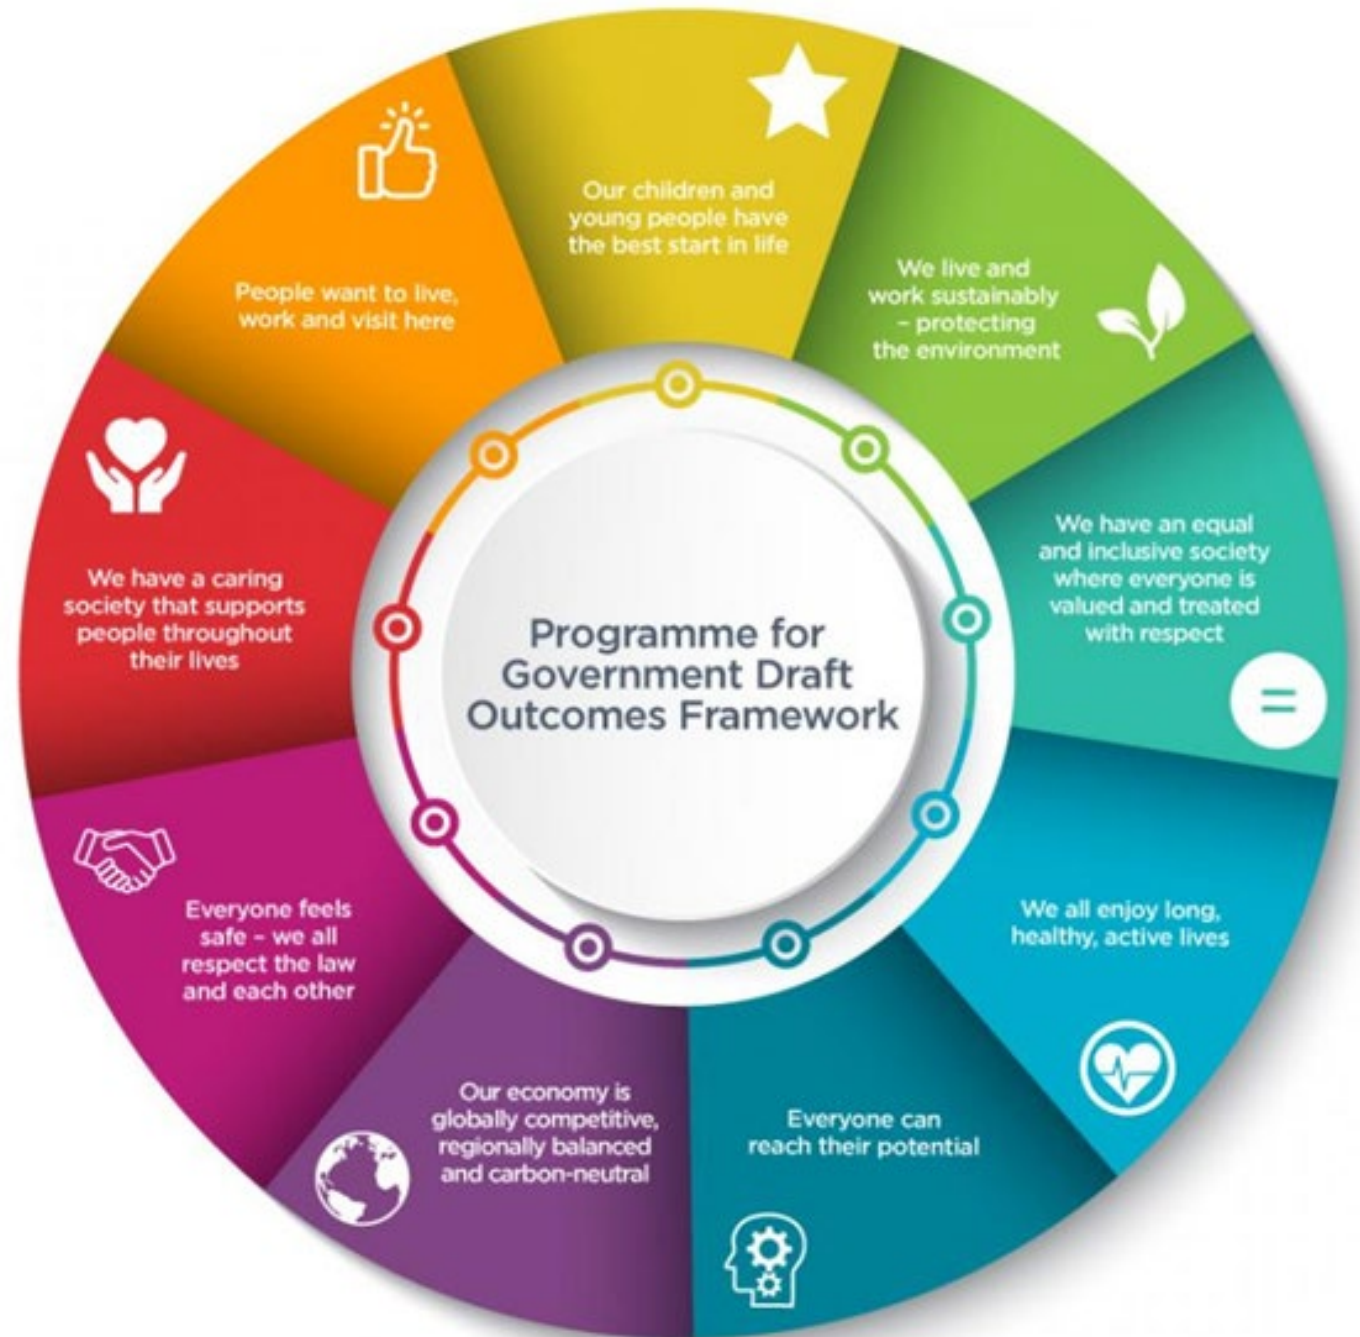 Programme for
Government Draft
Outcomes Framework
Our children and
young people have
the best start in life
We live and
work sustainably
– protecting
the environment
We have an equal
and inclusive society
where everyone is
valued and treated
with respect
=
We all enjoy long,
healthy, active lives
Everyone can
reach their potential
Our economy is
globally competitive,
regionally balanced
and carbon-neutral
Everyone feels
safe – we all
respect the law
and each other
We have a caring
society that supports
people throughout
their lives
People want to live,
work and visit here